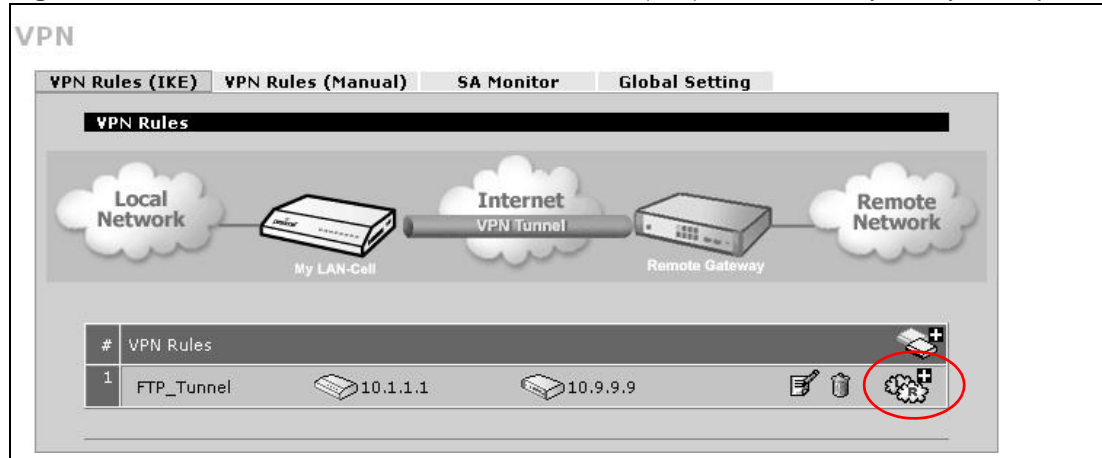 VPN
VPN Rules (IKE) VPN Rules (Manual) SA Monitor Global Setting
VPN Rules
Local Network
Internet
VPN Tunnel
Remote Network
My LAN-Cell
Remote Gateway
# VPN Rules
1 FTP_Tunnel 10.1.1.1 10.9.9.9
R